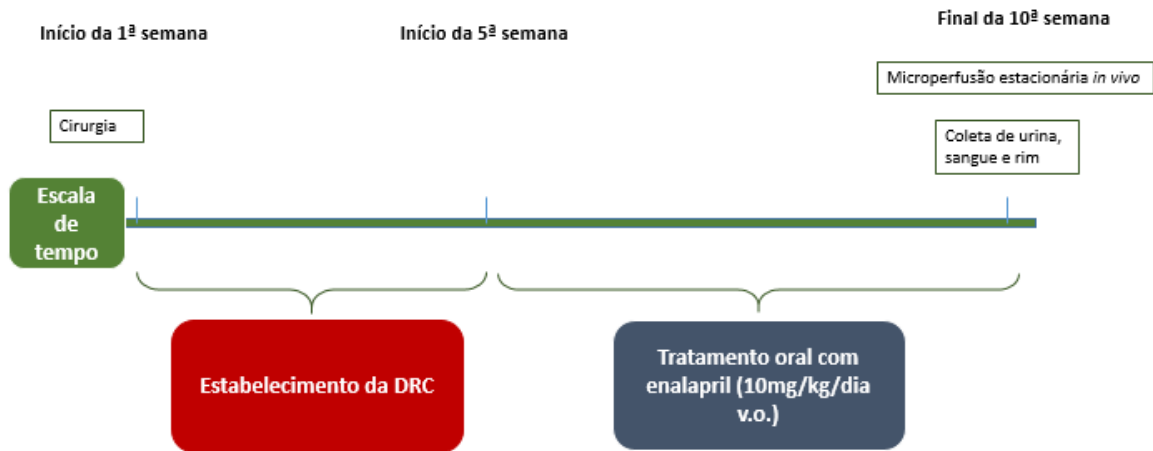 Início da 1ª semana
Início da 5ª semana
Final da 10ª semana
Microperfusão estacionária in vivo
Cirurgia
Coleta de urina,
sangue e rim
Escala
de
tempo
Estabelecimento da DRC
Tratamento oral com
enalapril (10mg/kg/dia
v.o.)